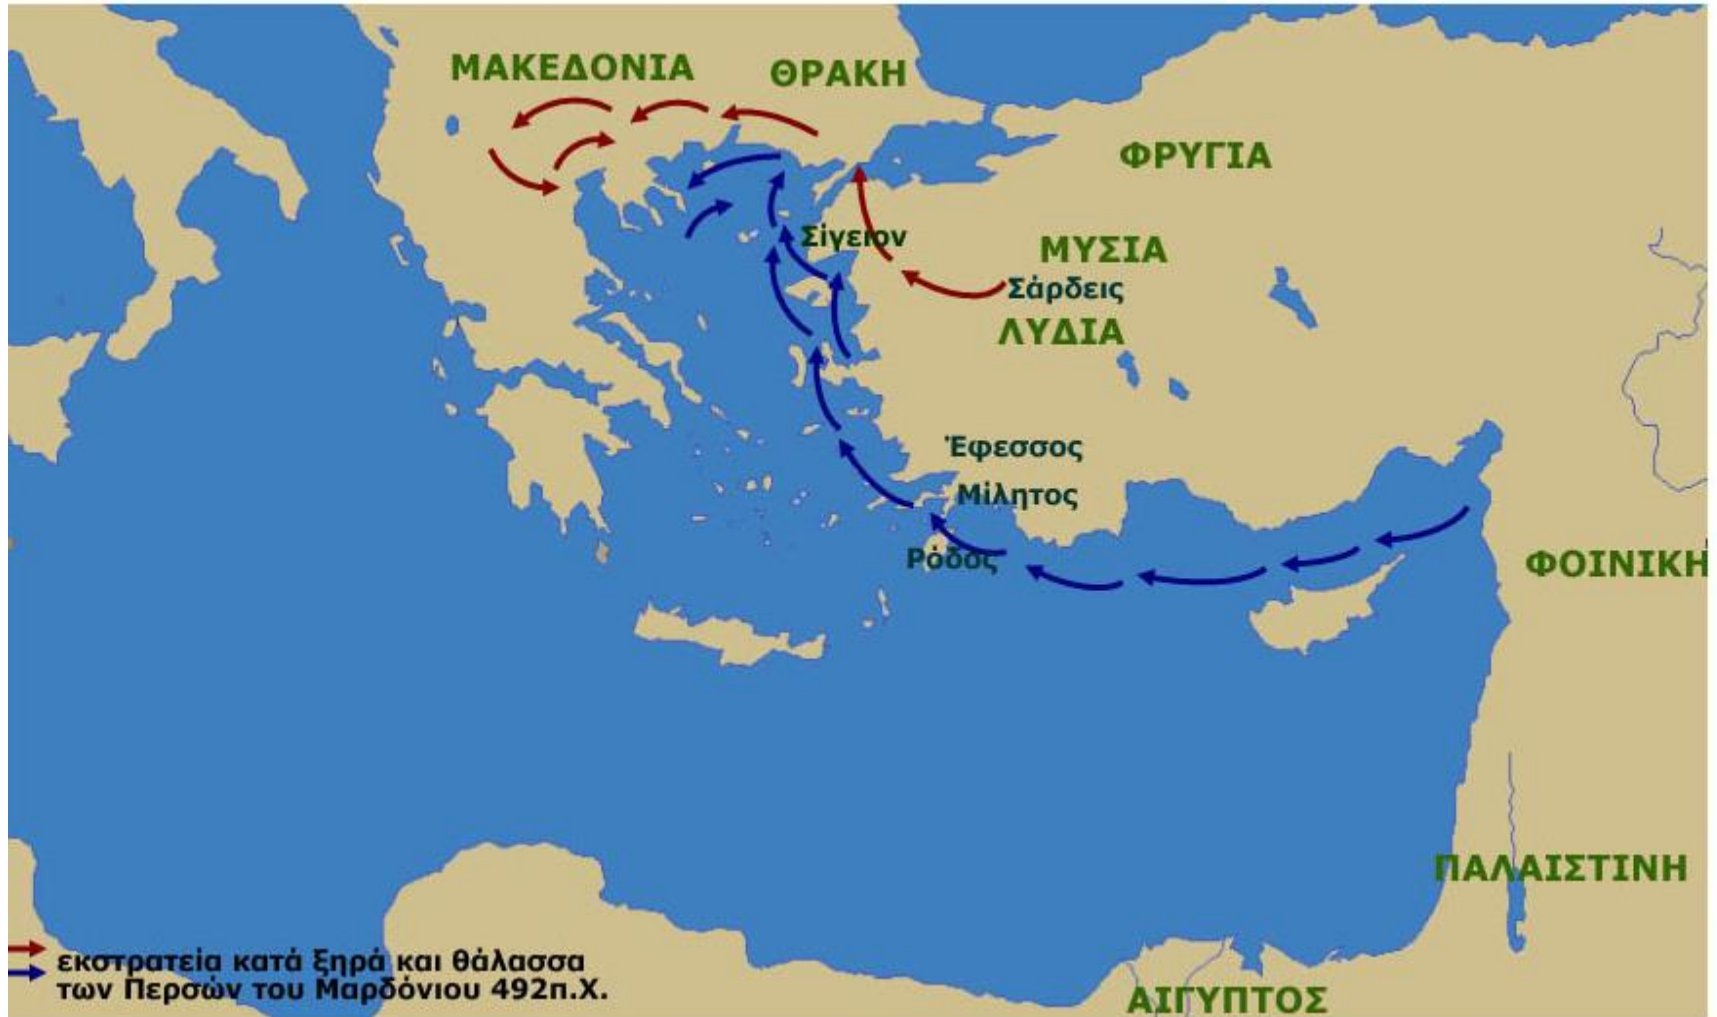 ΜΑΚΕΔΟΝΙΑ
ΘΡΑΚΗ
ΦΡΥΓΙΑ
Σίγειον
ΜΥΣΙΑ
Σάρδεις
ΛΥΔΙΑ
Έφεσσος
Μίλητος
Ρόδος
ΦΟΙΝΙΚΗ
ΠΑΛΑΙΣΤΙΝΗ
εκστρατεία κατά ξηρά και θάλασσα
των Περσών του Μαρδόνιου 492π.Χ.
ΑΙΓΥΠΤΟΣ